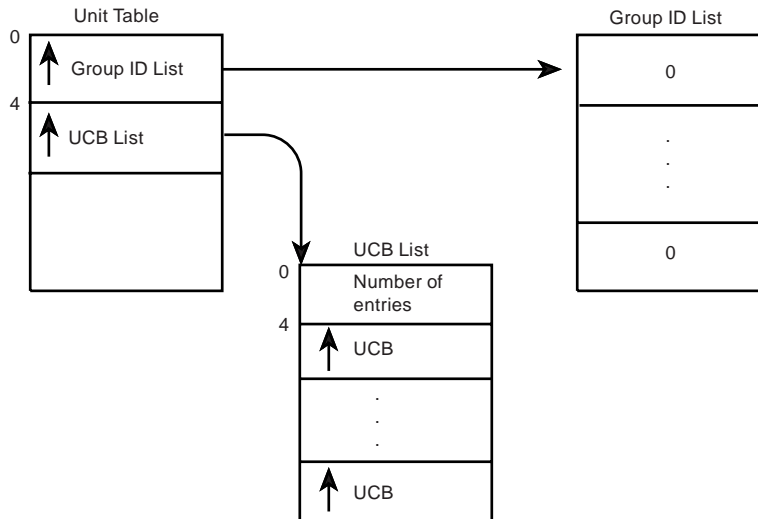 Unit Table
0
Group ID List
4
UCB List
Group ID List
0
.
.
.
0
UCB List
0
Number of
entries
4
UCB
.
.
.
UCB